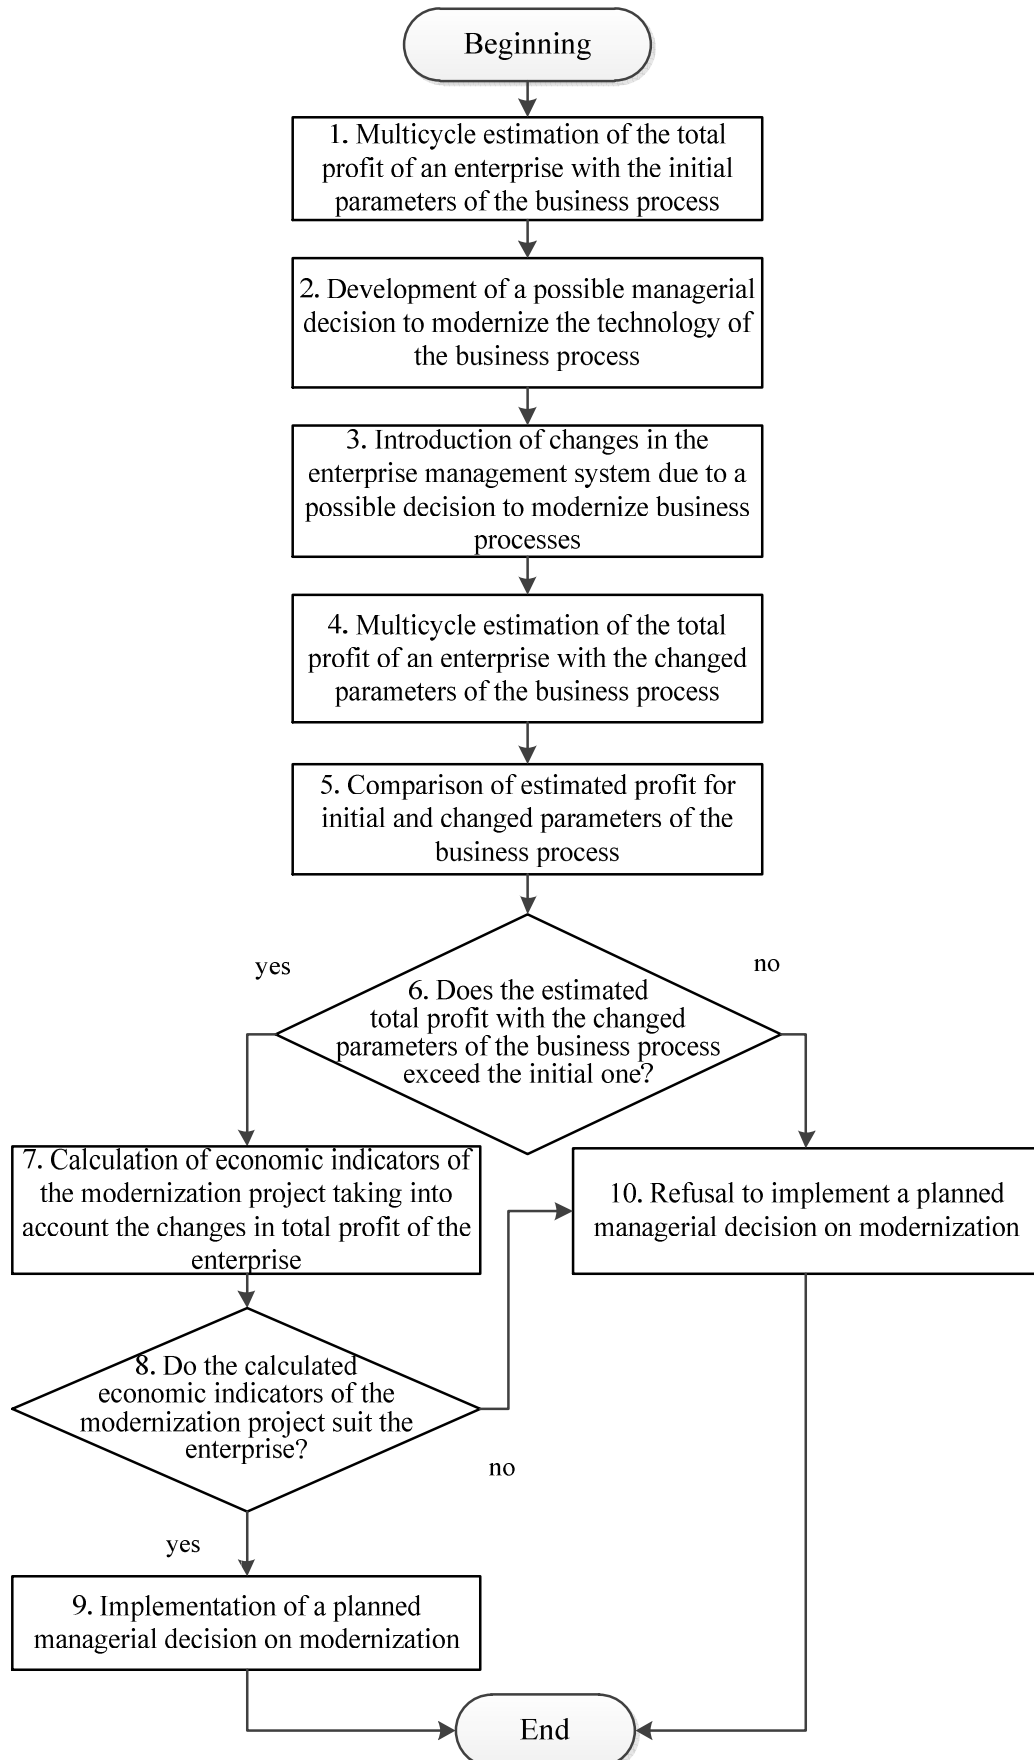 Beginning
1. Multicycle estimation of the total
profit of an enterprise with the initial
parameters of the business process
2. Development of a possible managerial
decision to modernize the technology of
the business process
3. Introduction of changes in the
enterprise management system due to a
possible decision to modernize business
processes
4. Multicycle estimation of the total
profit of an enterprise with the changed
parameters of the business process
5. Comparison of estimated profit for
initial and changed parameters of the
business process
yes
no
6. Does the estimated
total profit with the changed
parameters of the business process
exceed the initial one?
7. Calculation of economic indicators of
the modernization project taking into
account the changes in total profit of the
enterprise
10. Refusal to implement a planned
managerial decision on modernization
8. Do the calculated
economic indicators of the
modernization project suit the
enterprise?
no
yes
9. Implementation of a planned
managerial decision on modernization
End